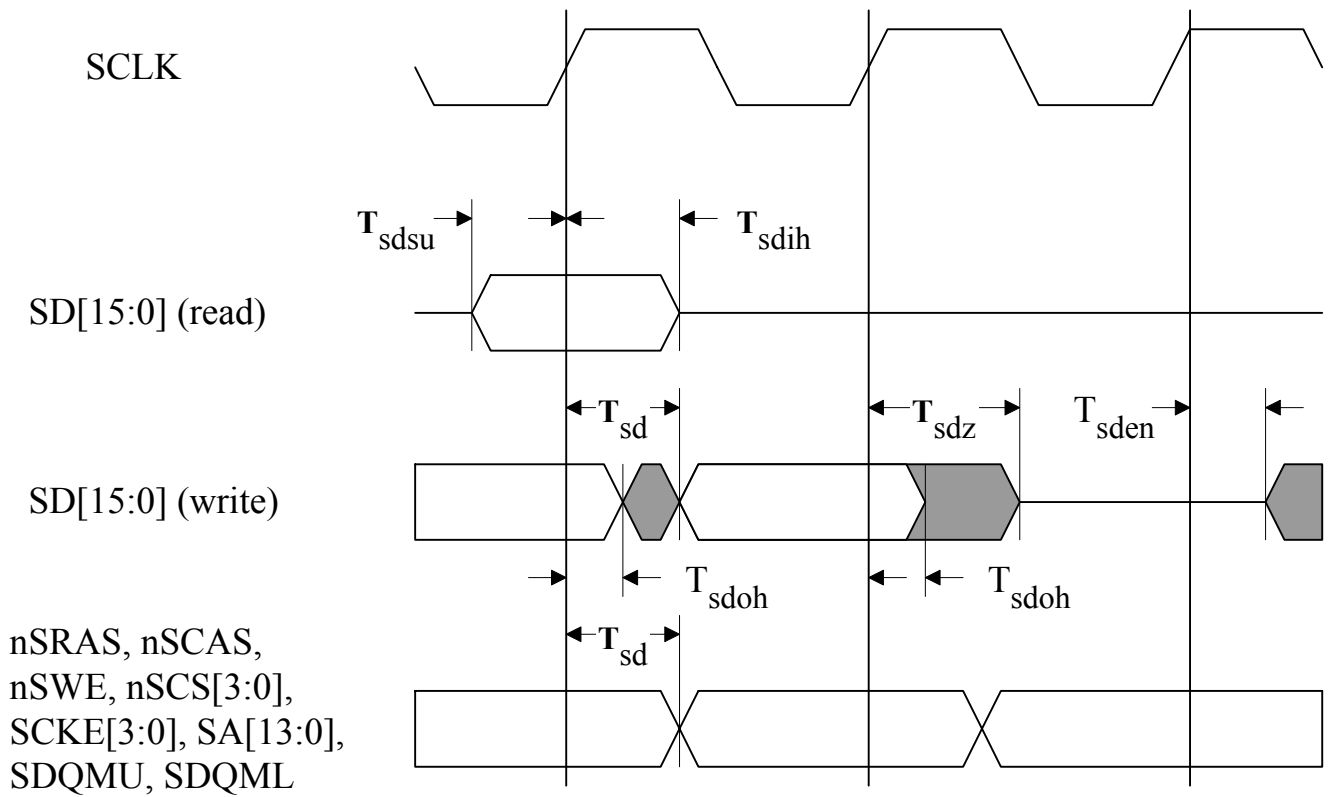 SCLK
Tsdsu
Tsdih
SD[15:0] (read)
Tsd
Tsdz
Tsden
SD[15:0] (write)
Tsdoh
Tsdoh
Tsd
nSRAS, nSCAS,
nSWE, nSCS[3:0],
SCKE[3:0], SA[13:0],
SDQMU, SDQML